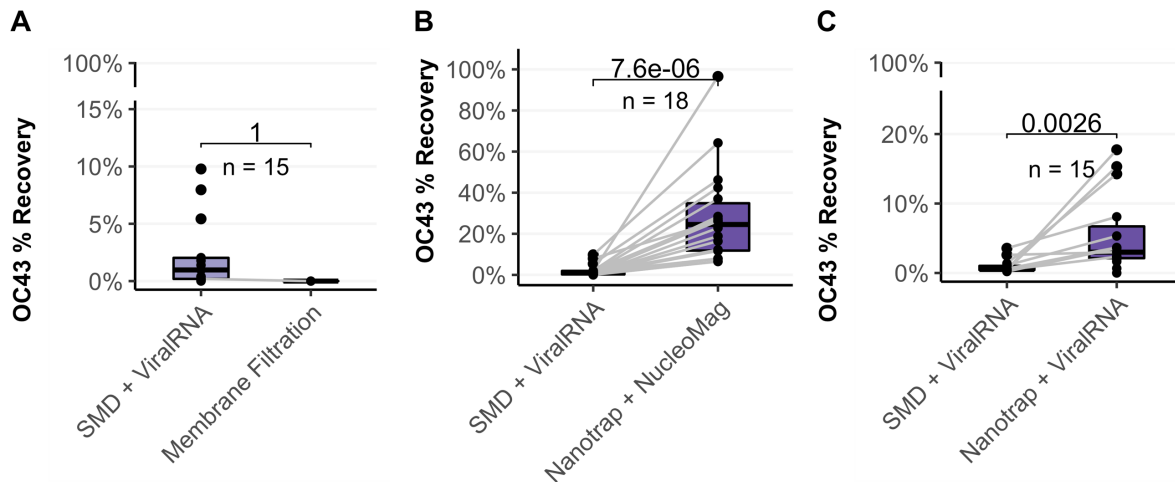 A
OC43 % Recovery
100%
15%
10%
5%
0%
1
n = 15
SMD + ViralRNA
Membrane Filtration
B
OC43 % Recovery
100%
80%
60%
40%
20%
0%
7.6e-06
n = 18
SMD + ViralRNA
Nanotrap + NucleoMag
C
OC43 % Recovery
100%
20%
10%
0%
0.0026
n = 15
SMD + ViralRNA
Nanotrap + ViralRNA